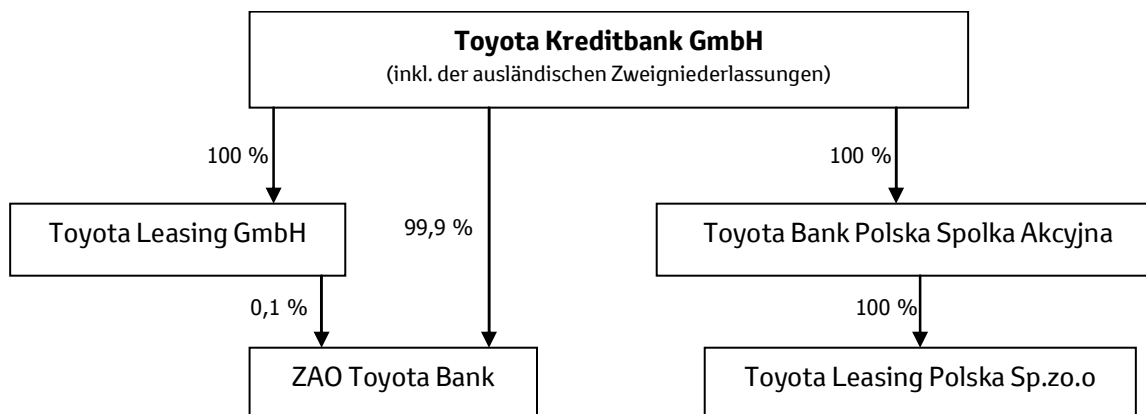 Toyota Kreditbank GmbH
(inkl. der ausländischen Zweigniederlassungen)
100 %
100 %
Toyota Leasing GmbH
99,9 %
Toyota Bank Polska Spolka Akcyjna
0,1 %
100 %
ZAO Toyota Bank
Toyota Leasing Polska Sp.zo.o